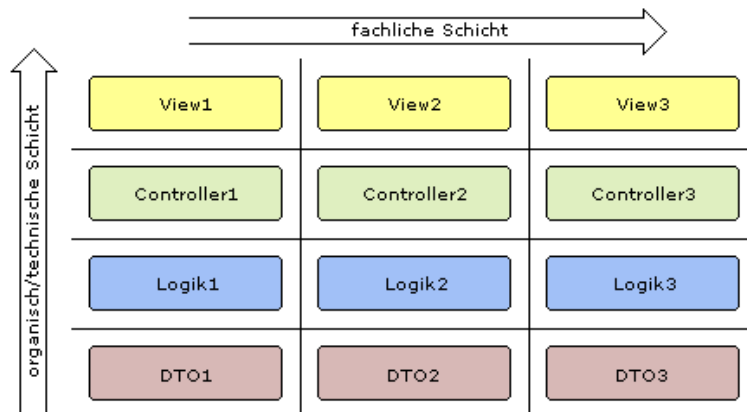 fachliche Schicht
organisch/technische Schicht
View1 View2 View3
Controller1 Controller2 Controller3
Logik1 Logik2 Logik3
DTO1 DTO2 DTO3